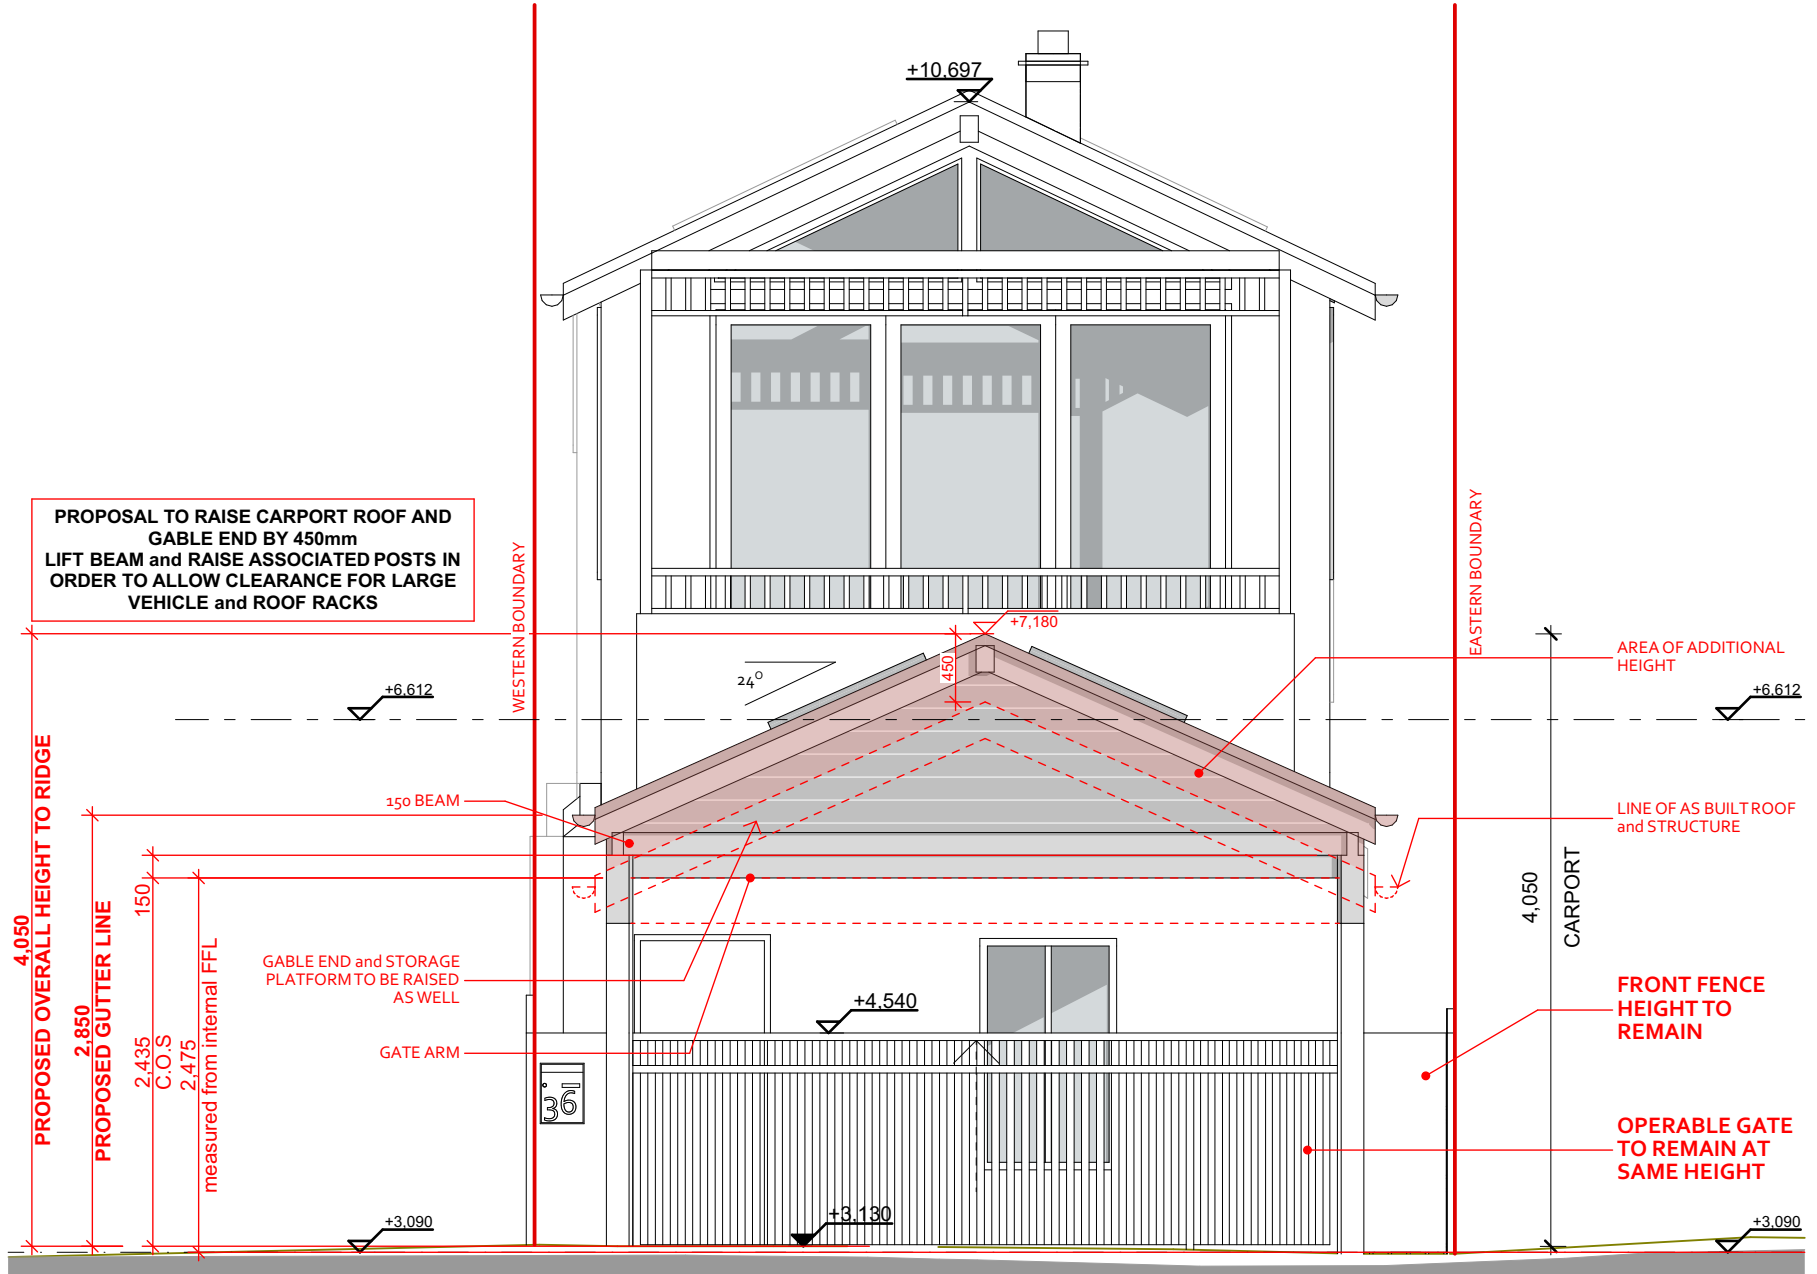 +10,697
PROPOSAL TO RAISE CARPORT ROOF AND
GABLE END BY 450mm
LIFT BEAM and RAISE ASSOCIATED POSTS IN
ORDER TO ALLOW CLEARANCE FOR LARGE
VEHICLE and ROOF RACKS
WESTERN BOUNDARY
EASTERN BOUNDARY
+7,180
450
24°
AREA OF ADDITIONAL
HEIGHT
+6,612
+6,612
150 BEAM
LINE OF AS BUILT ROOF
and STRUCTURE
4,050
PROPOSED OVERALL HEIGHT TO RIDGE
2,850
PROPOSED GUTTER LINE
150
2,435
C.O.S
2,475
measured from internal FFL
4,050
CARPORT
GABLE END and STORAGE
PLATFORM TO BE RAISED
AS WELL
GATE ARM
+4,540
FRONT FENCE
HEIGHT TO
REMAIN
36
OPERABLE GATE
TO REMAIN AT
SAME HEIGHT
+3,090
+3,130
+3,090